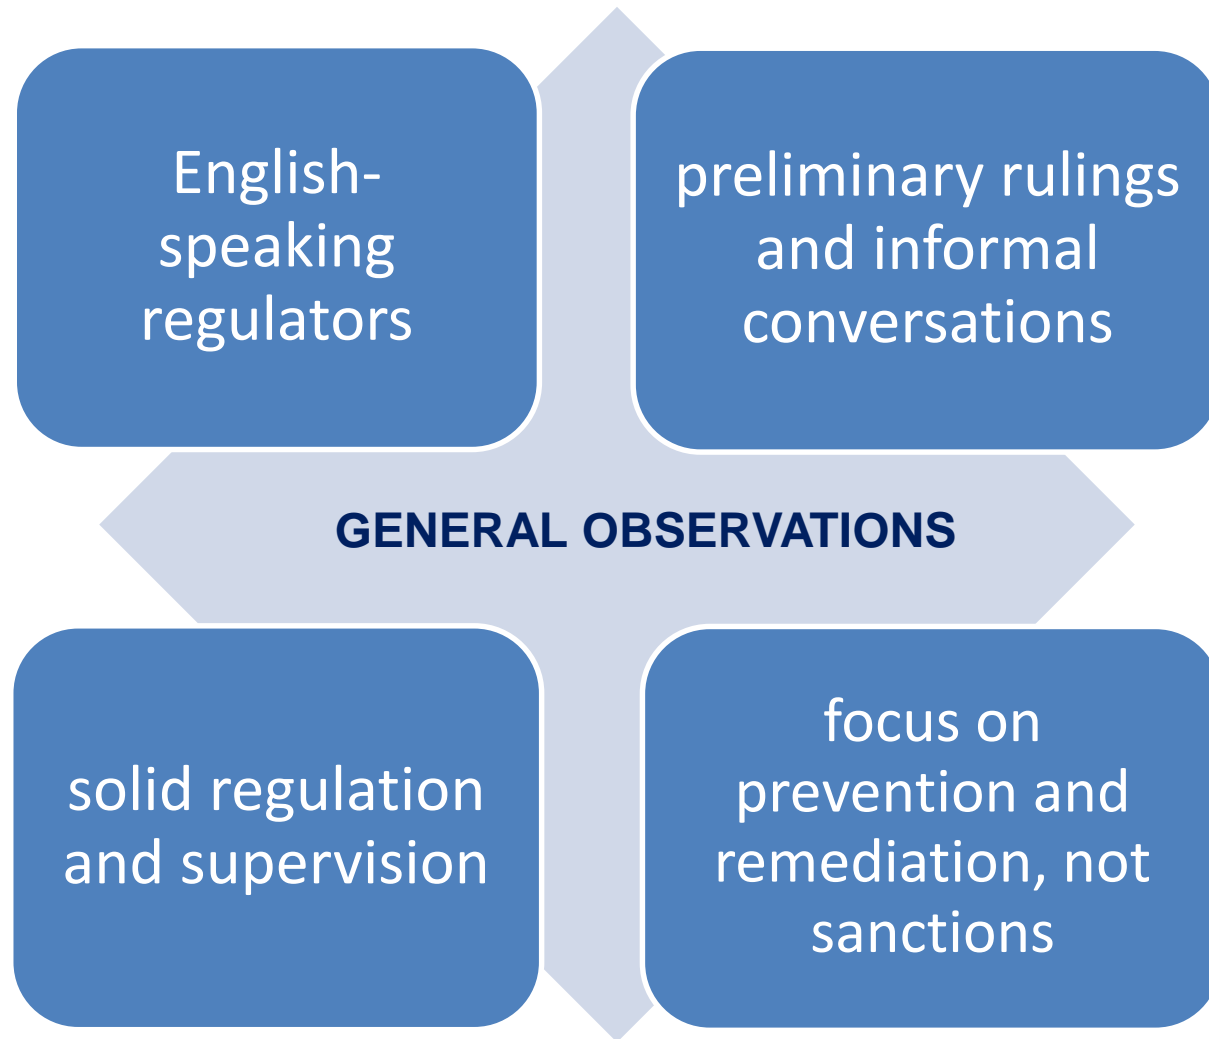 English-
speaking
regulators
preliminary rulings
and informal
conversations
GENERAL OBSERVATIONS
solid regulation
and supervision
focus on
prevention and
remediation, not
sanctions